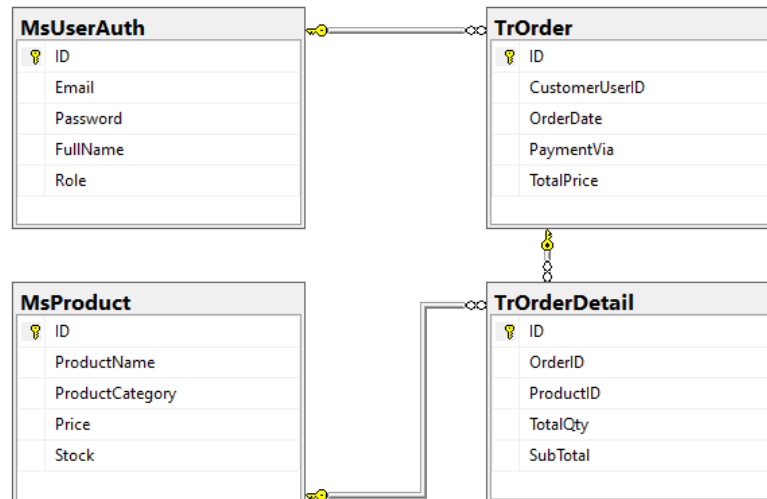 MsUserAuth
ID
Email
Password
FullName
Role
TrOrder
ID
CustomerUserID
OrderDate
PaymentVia
TotalPrice
MsProduct
ID
ProductName
ProductCategory
Price
Stock
TrOrderDetail
ID
OrderID
ProductID
TotalQty
SubTotal